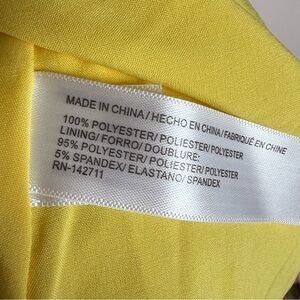 MADE IN CHINA/ HECHO EN CHINA/ FABRIQUÉ EN CHINE
100% POLYESTER/ POLIESTER/ POLYESTER
LINING/ FORRO/ DOUBLURE:
95% POLYESTER/ POLIESTER/ POLYESTER
5% SPANDEX/ ELASTANO/ SPANDEX
RN-142711